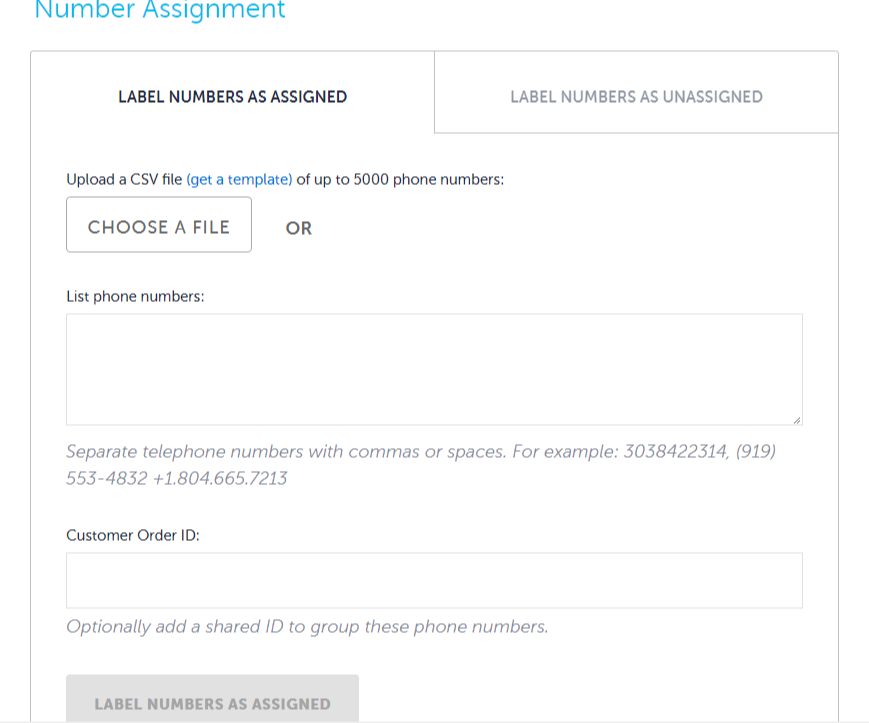 Number Assignment
LABEL NUMBERS AS ASSIGNED
LABEL NUMBERS AS UNASSIGNED
Upload a CSV file (get a template) of up to 5000 phone numbers:
CHOOSE A FILE
OR
List phone numbers:
Separate telephone numbers with commas or spaces. For example: 3038422314, (919)
553-4832 +1.804.665.7213
Customer Order ID:
Optionally add a shared ID to group these phone numbers.
LABEL NUMBERS AS ASSIGNED